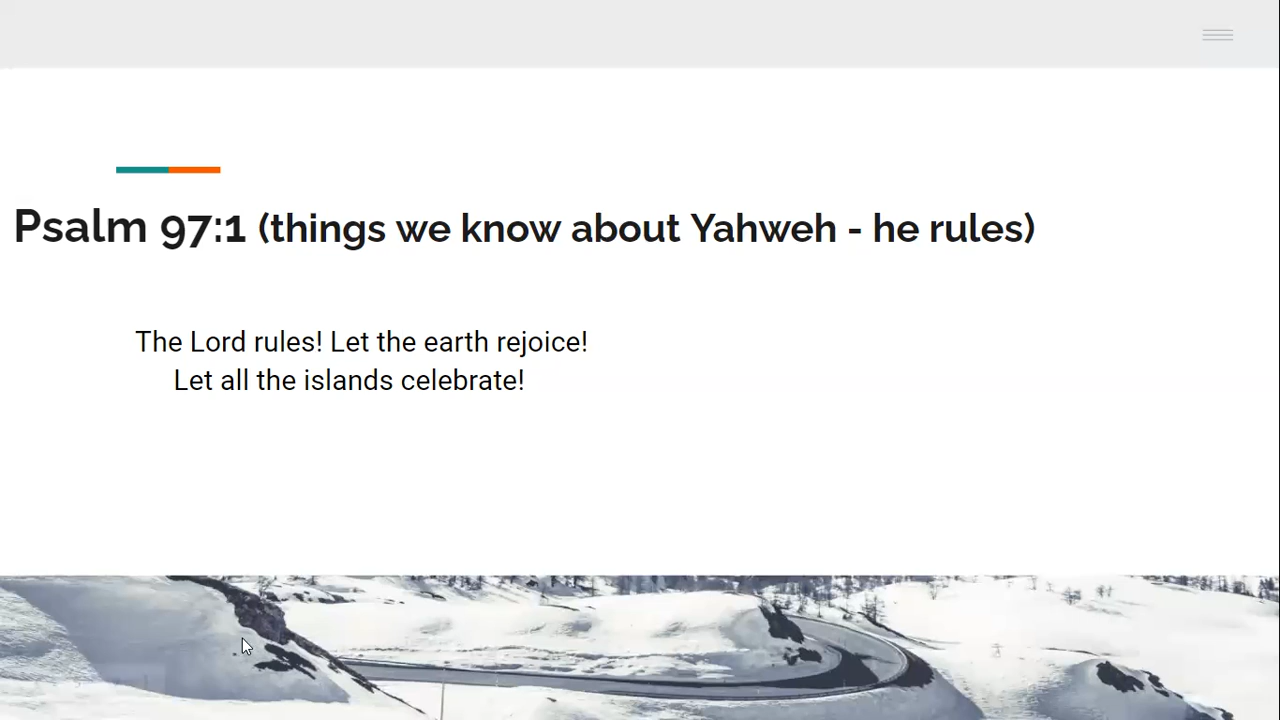 Psalm 97:1 (things we know about Yahweh - he rules)
The Lord rules! Let the earth rejoice!
Let all the islands celebrate!